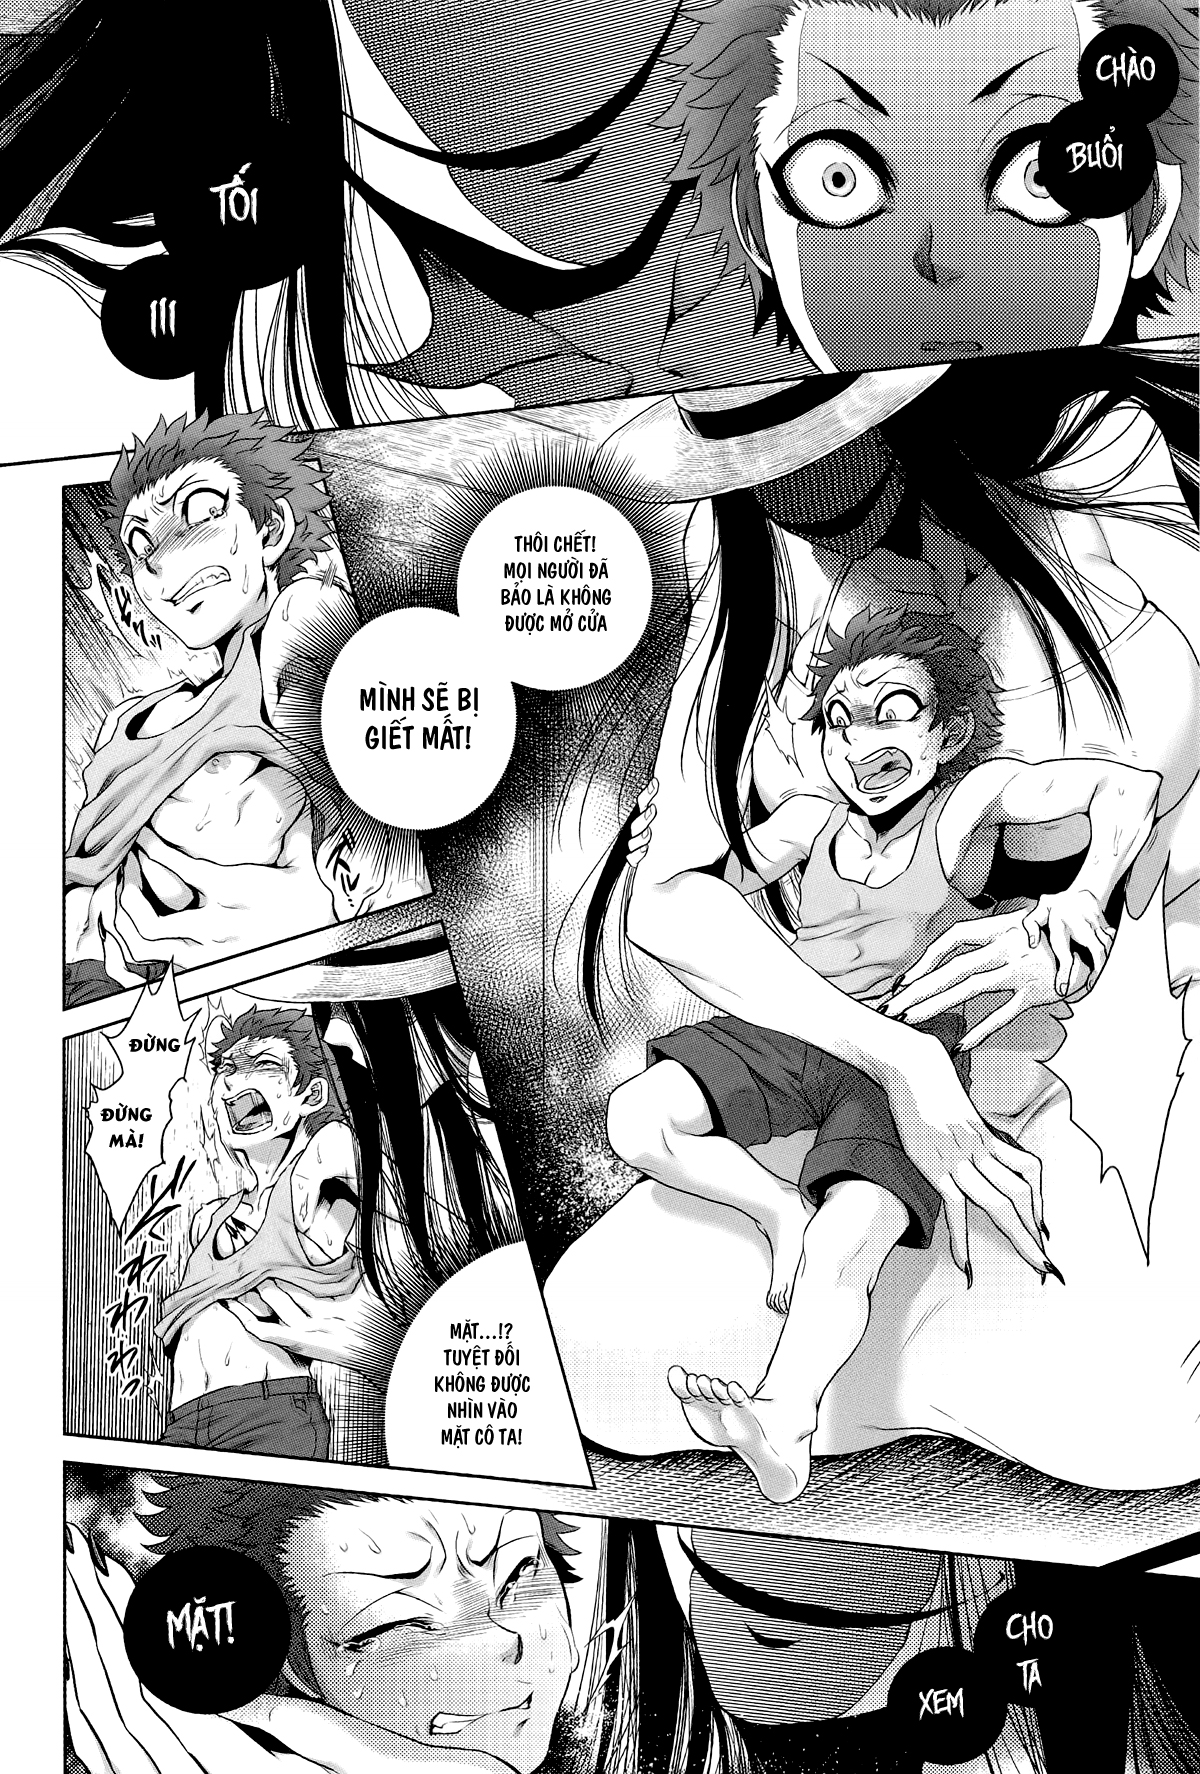 CHÀO
BUỔI
TỐI
!!!
THÔI CHẾT!
MỌI NGƯỜI ĐÃ
BẢO LÀ KHÔNG
ĐƯỢC MỞ CỬA
MÌNH SẼ BỊ
GIẾT MẤT!
ĐỪNG
ĐỪNG
MÀ!
MẶT...!?
TUYỆT ĐỐI
KHÔNG ĐƯỢC
NHÌN VÀO
MẶT CÔ TA!
CHO
TA
XEM
MẶT!